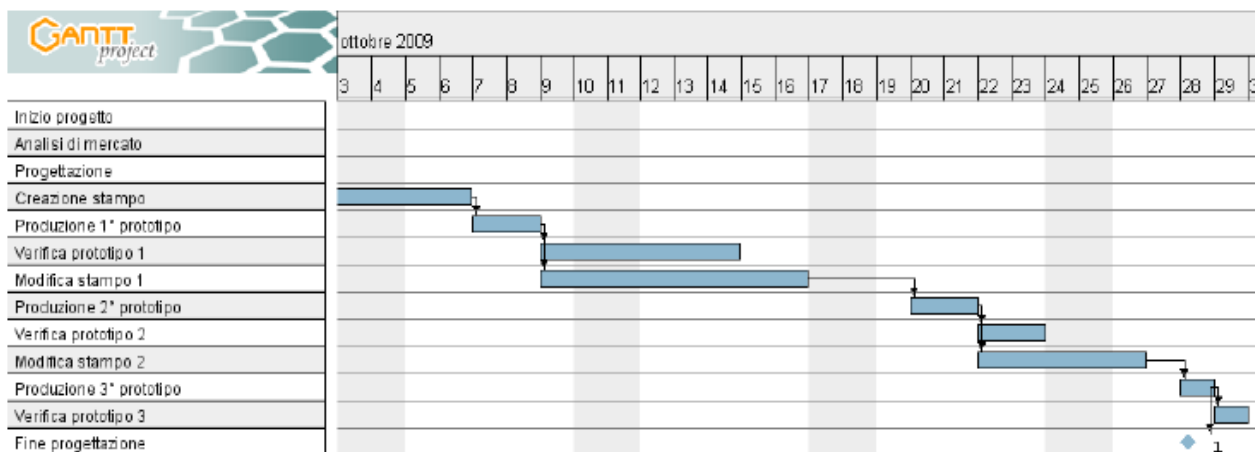 GANTT
project
ottobre 2009
3 4 5 6 7 8 9 10 11 12 13 14 15 16 17 18 19 20 21 22 23 24 25 26 27 28 29 3
Inizio progetto
Analisi di mercato
Progettazione
Creazione stampo
Produzione 1° prototipo
Verifica prototipo 1
Modifica stampo 1
Produzione 2° prototipo
Verifica prototipo 2
Modifica stampo 2
Produzione 3° prototipo
Verifica prototipo 3
Fine progettazione
1